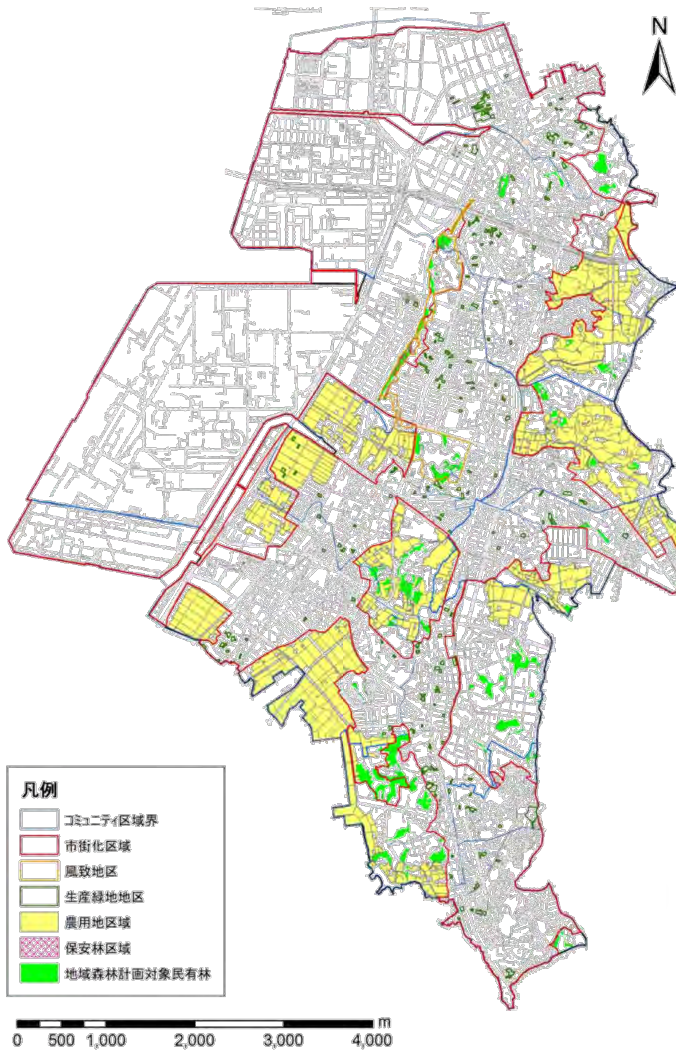 N
凡例
コミュニティ区域界
市街化区域
風致地区
生産緑地地区
農用地区域
保安林区域
地域森林計画対象民有林
m
0 500 1,000 2,000 3,000 4,000